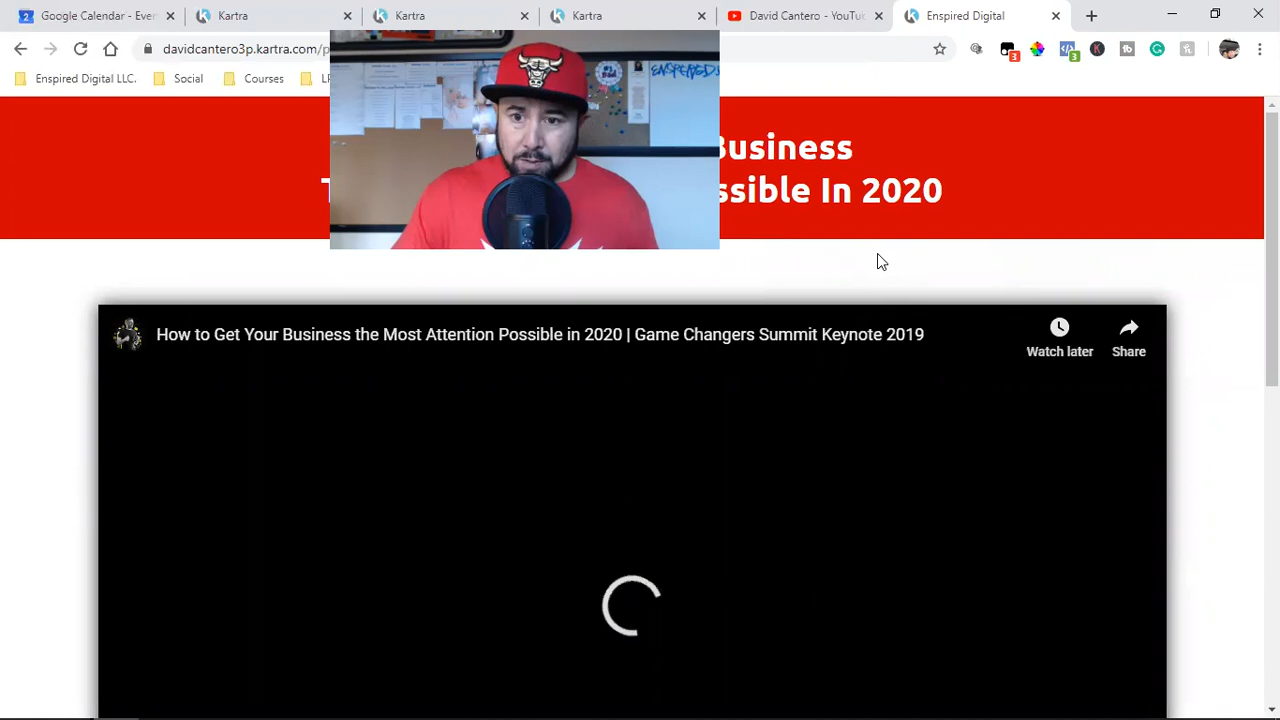 Google Calendar - Even
Kartra
Kartra
Kartra
David Cantero - YouTu
Enspired Digital
davidcantero3p.kartra.com/p
3
3
Enspired Digital LLC.
Social
Courses
Business
ssible In 2020
How to Get Your Business the Most Attention Possible in 2020 | Game Changers Summit Keynote 2019
Watch later
Share